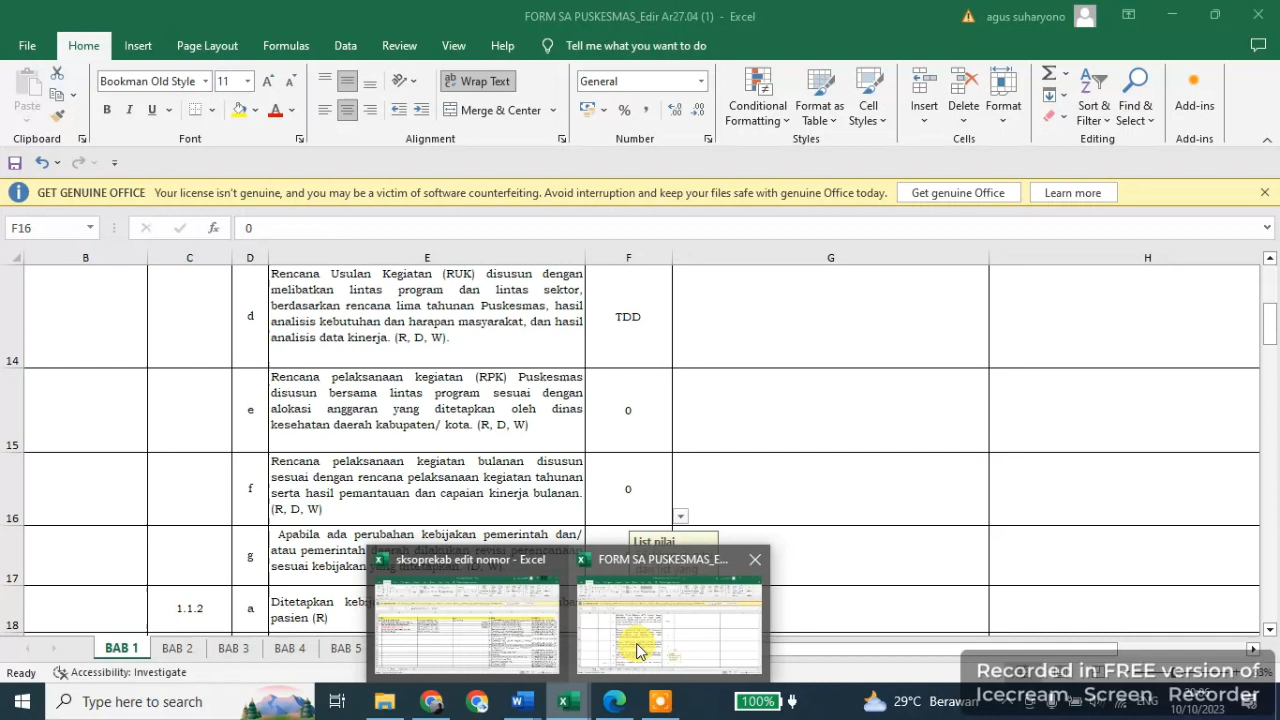 FORM SA PUSKESMAS_Edir Ar27.04 (1) - Excel
agus suharyono
File Home Insert Page Layout Formulas Data Review View Help Tell me what you want to do
Bookman Old Style 11
Wrap Text
General
Paste
B I U
Merge & Center
Conditional Formatting
Format as Table
Cell Styles
Insert
Delete
Format
Sort & Filter
Find & Select
Add-ins
Clipboard Font Alignment Number Styles Cells Editing Add-ins
GET GENUINE OFFICE Your license isn't genuine, and you may be a victim of software counterfeiting. Avoid interruption and keep your files safe with genuine Office today. Get genuine Office Learn more
F16 fx 0
B C D E F G H
14
d
Rencana Usulan Kegiatan (RUK) disusun dengan
melibatkan lintas program dan lintas sektor,
berdasarkan rencana lima tahunan Puskesmas, hasil
analisis kebutuhan dan harapan masyarakat, dan hasil
analisis data kinerja. (R, D, W).
TDD
15
e
Rencana pelaksanaan kegiatan (RPK) Puskesmas
disusun bersama lintas program sesuai dengan
alokasi anggaran yang ditetapkan oleh dinas
kesehatan daerah kabupaten/ kota. (R, D, W)
0
16
f
Rencana pelaksanaan kegiatan bulanan disusun
sesuai dengan rencana pelaksanaan kegiatan tahunan
serta hasil pemantauan dan capaian kinerja bulanan.
(R, D, W)
0
17
g
Apabila ada perubahan kebijakan pemerintah dan/
atau pemerintah daerah dilakukan revisi perencanaan
sesuai kebijakan yang ditetapkan. (D, W)
List nilai
18
1.1.2
a
Ditetapkan
pasien (R)
sksoprekab edit nomor - Excel
FORM SA PUSKESMAS_E...
BAB 1 BAB 2 BAB 3 BAB 4 BAB 5
Ready Accessibility: Investigate
Type here to search
100%
29°C Berawan
ENG
10/10/2023
Recorded in FREE version of
Icecream Screen Recorder